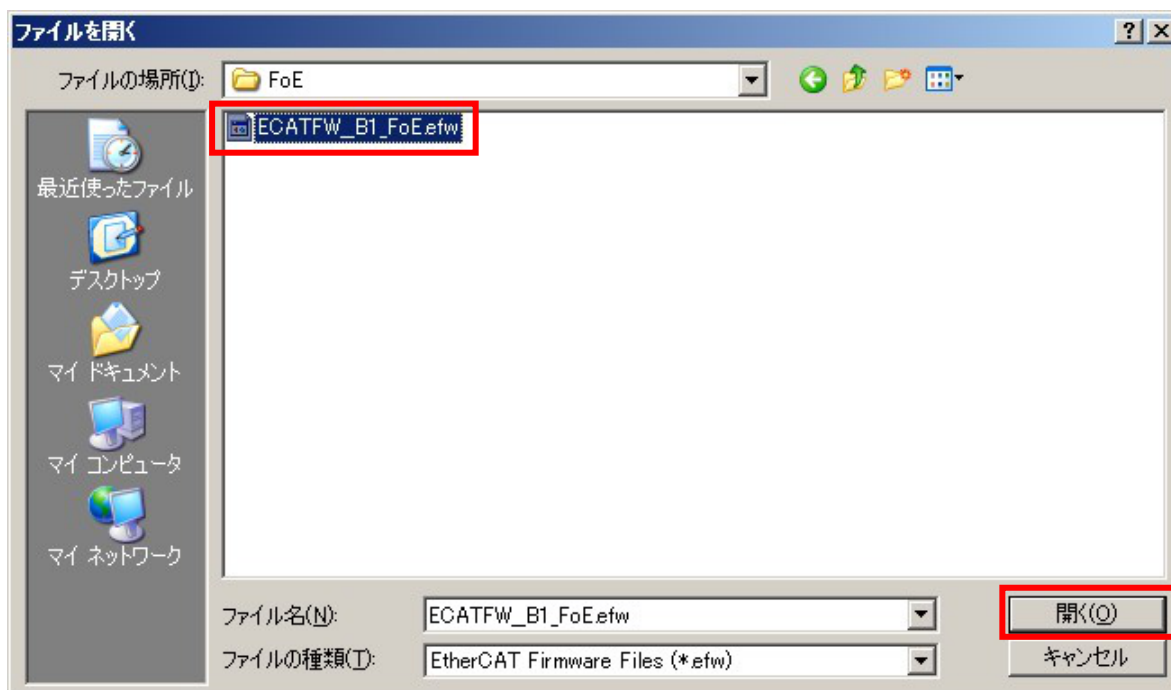 ファイルを開く
ファイルの場所(I): FoE
ECATFW_B1_FoE.efw
最近使ったファイル
デスクトップ
マイ ドキュメント
マイ コンピュータ
マイ ネットワーク
ファイル名(N): ECATFW_B1_FoE.efw 開く(O)
ファイルの種類(T): EtherCAT Firmware Files (*.efw) キャンセル